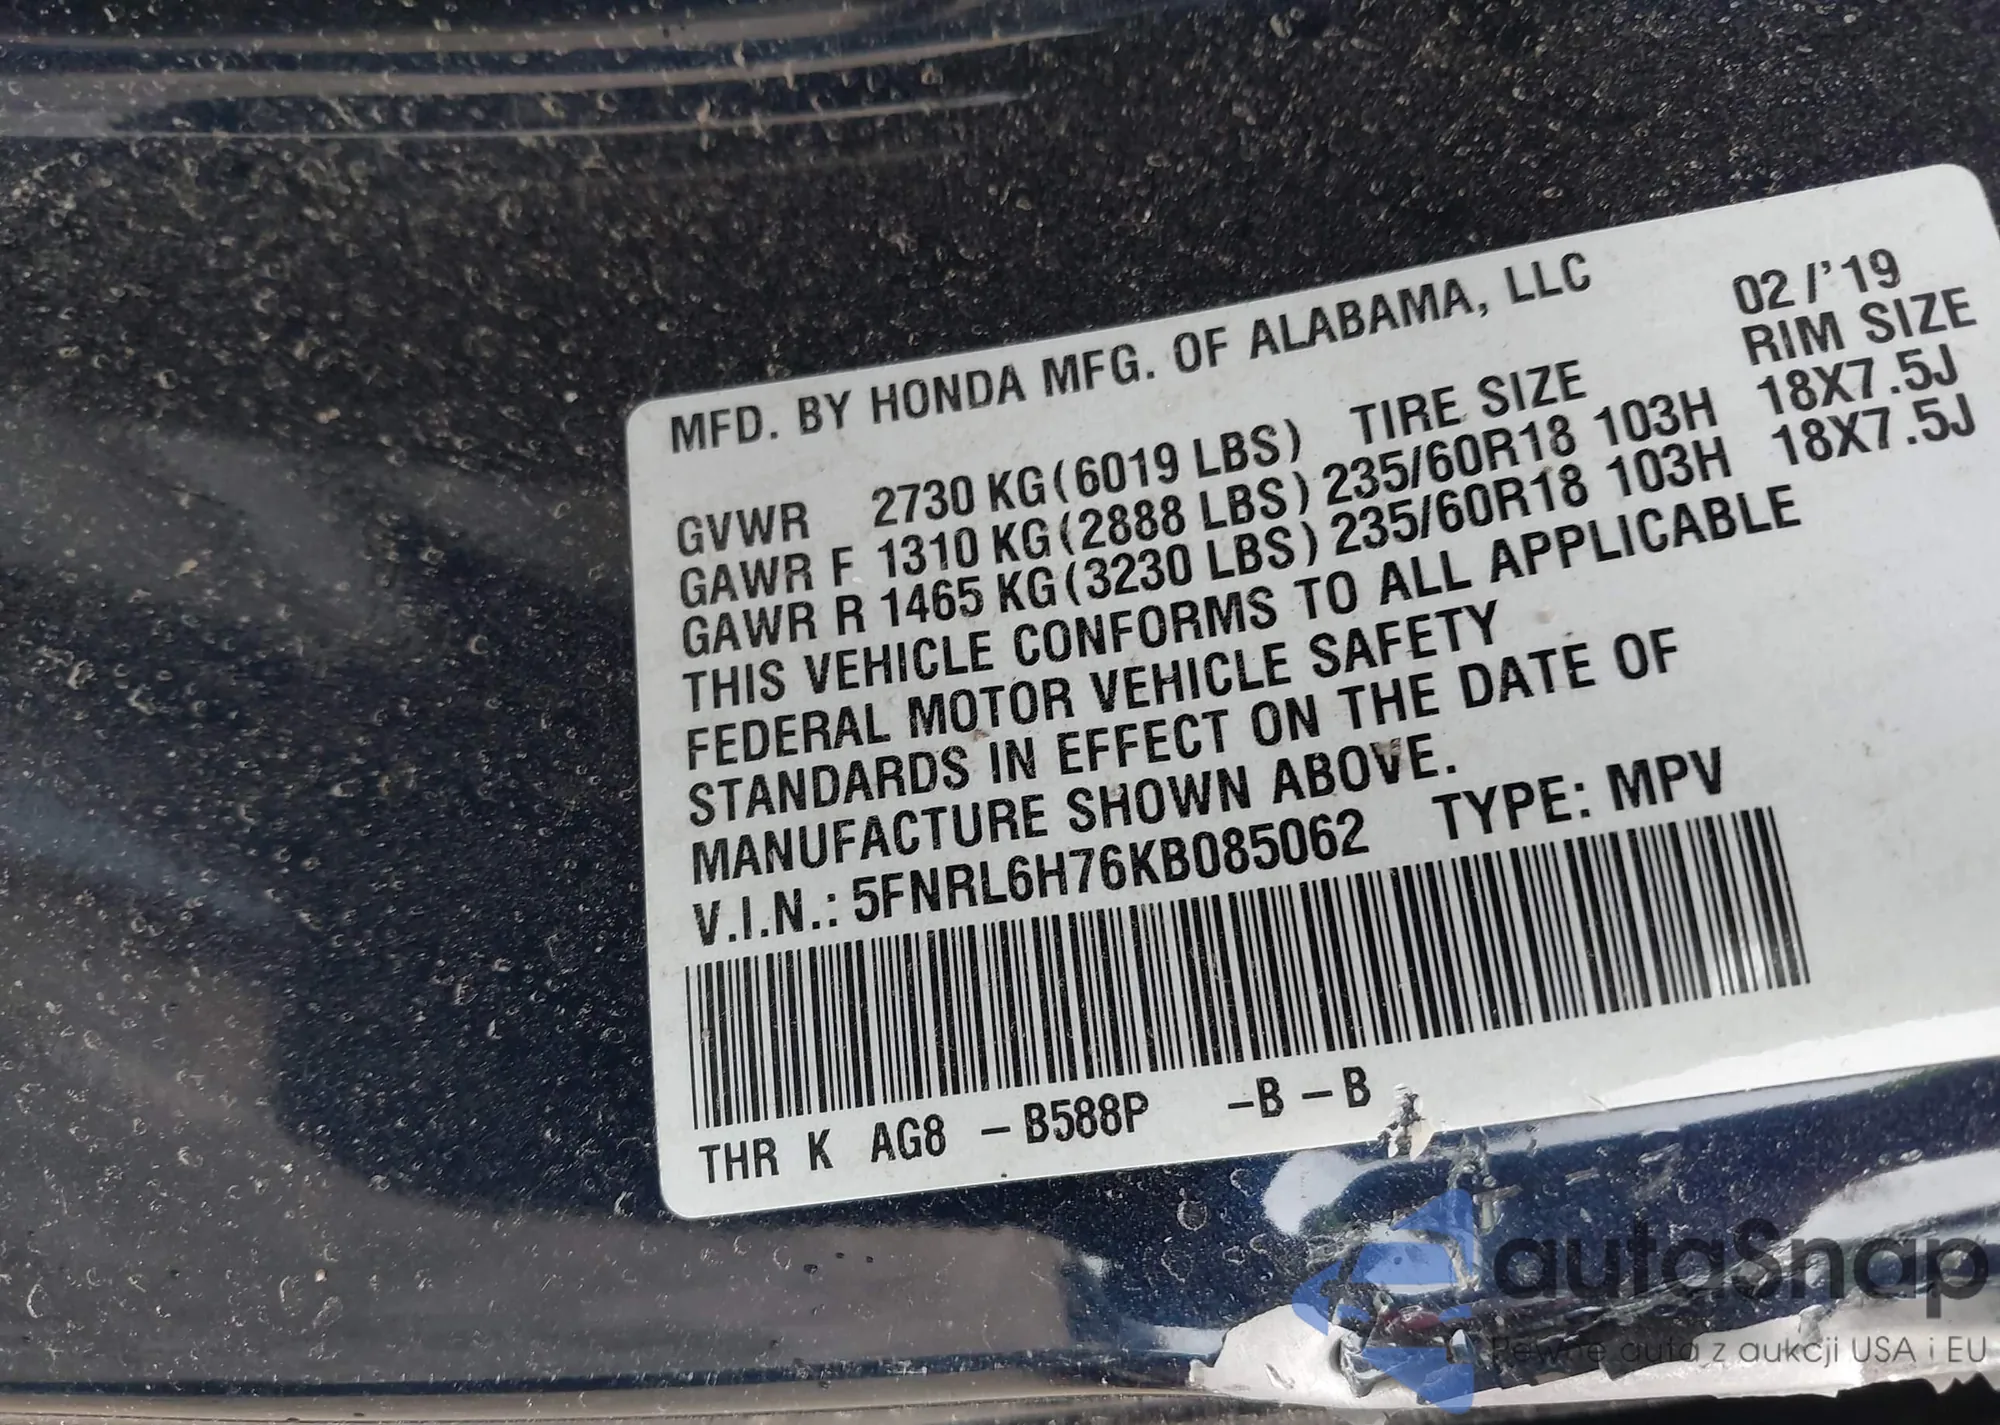 MFD. BY HONDA MFG. OF ALABAMA, LLC 02/'19
TIRE SIZE RIM SIZE
GVWR 2730 KG(6019 LBS)
GAWR F 1310 KG(2888 LBS) 235/60R18 103H 18X7.5J
GAWR R 1465 KG(3230 LBS) 235/60R18 103H 18X7.5J
THIS VEHICLE CONFORMS TO ALL APPLICABLE
FEDERAL MOTOR VEHICLE SAFETY
STANDARDS IN EFFECT ON THE DATE OF
MANUFACTURE SHOWN ABOVE.
V.I.N.: 5FNRL6H76KB085062 TYPE: MPV
THR K AG8 – B588P –B – B
autaSnap
Pewne auta z aukcji USA i EU